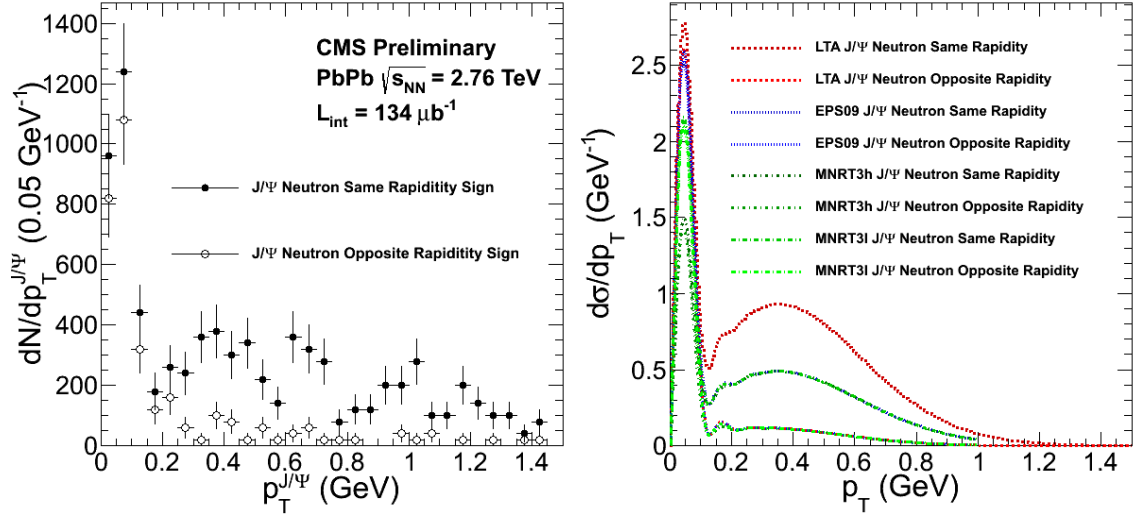 CMS Preliminary
PbPb √sNN = 2.76 TeV
Lint = 134 μb-1
J/Ψ Neutron Same Rapiditity Sign
J/Ψ Neutron Opposite Rapiditity Sign
dN/dpTJ/Ψ (0.05 GeV-1)
1400
1200
1000
800
600
400
200
0
0 0.2 0.4 0.6 0.8 1 1.2 1.4
pTJ/Ψ (GeV)
LTA J/Ψ Neutron Same Rapidity
LTA J/Ψ Neutron Opposite Rapidity
EPS09 J/Ψ Neutron Same Rapidity
EPS09 J/Ψ Neutron Opposite Rapidity
MNRT3h J/Ψ Neutron Same Rapidity
MNRT3h J/Ψ Neutron Opposite Rapidity
MNRT3l J/Ψ Neutron Same Rapidity
MNRT3l J/Ψ Neutron Opposite Rapidity
dσ/dpT (GeV-1)
2.5
2
1.5
1
0.5
0
0 0.2 0.4 0.6 0.8 1 1.2 1.4
pT (GeV)